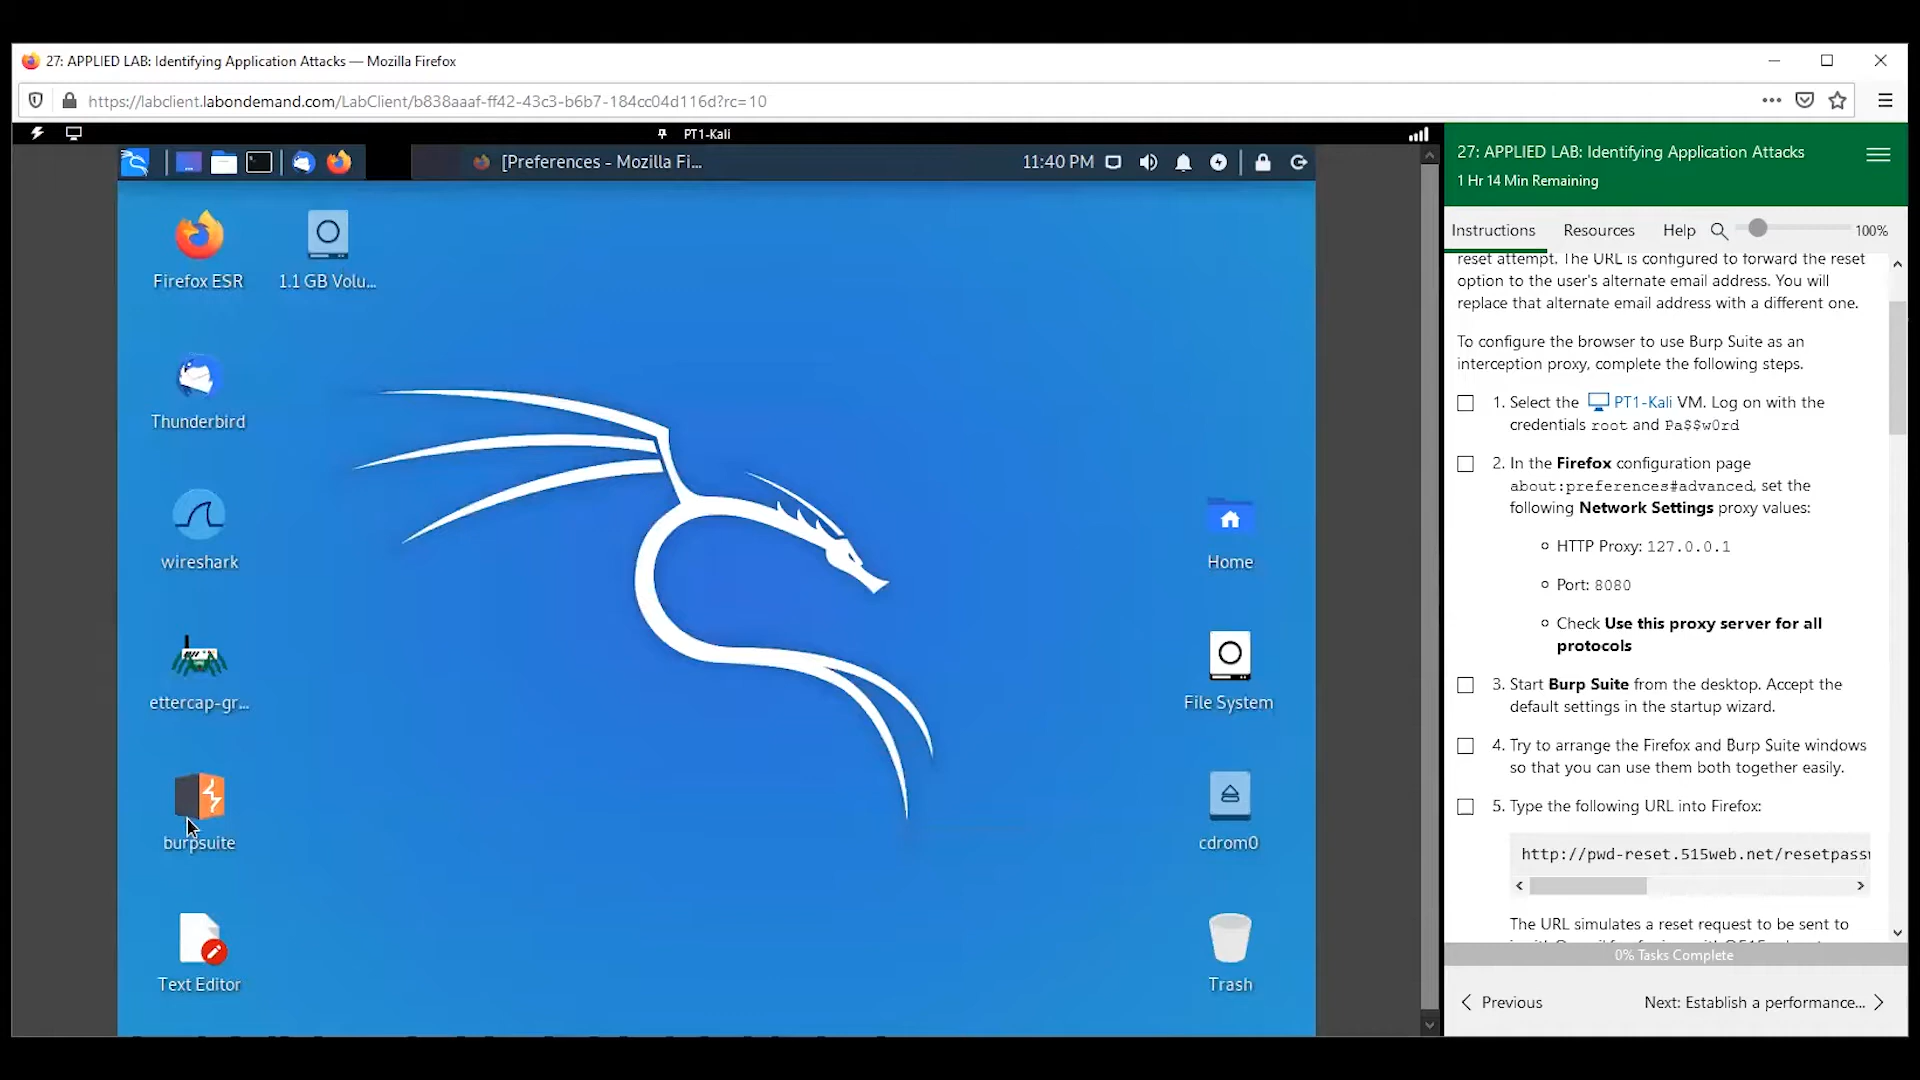 27: APPLIED LAB: Identifying Application Attacks — Mozilla Firefox
https://labclient.labondemand.com/LabClient/b838aaaf-ff42-43c3-b6b7-184cc04d116d?rc=10
PT1-Kali
[Preferences - Mozilla Fi...
11:40 PM
Firefox ESR
1.1 GB Volu...
Thunderbird
wireshark
ettercap-gr...
burpsuite
Text Editor
Home
File System
cdrom0
Trash
27: APPLIED LAB: Identifying Application Attacks
1 Hr 14 Min Remaining
Instructions
Resources
Help
100%
reset attempt. The URL is configured to forward the reset
option to the user's alternate email address. You will
replace that alternate email address with a different one.
To configure the browser to use Burp Suite as an
interception proxy, complete the following steps.
1. Select the PT1-Kali VM. Log on with the
credentials root and Pa$$w0rd
2. In the Firefox configuration page
about:preferences#advanced, set the
following Network Settings proxy values:
HTTP Proxy: 127.0.0.1
Port: 8080
Check Use this proxy server for all
protocols
3. Start Burp Suite from the desktop. Accept the
default settings in the startup wizard.
4. Try to arrange the Firefox and Burp Suite windows
so that you can use them both together easily.
5. Type the following URL into Firefox:
http://pwd-reset.515web.net/resetpass
The URL simulates a reset request to be sent to
0% Tasks Complete
Previous
Next: Establish a performance...